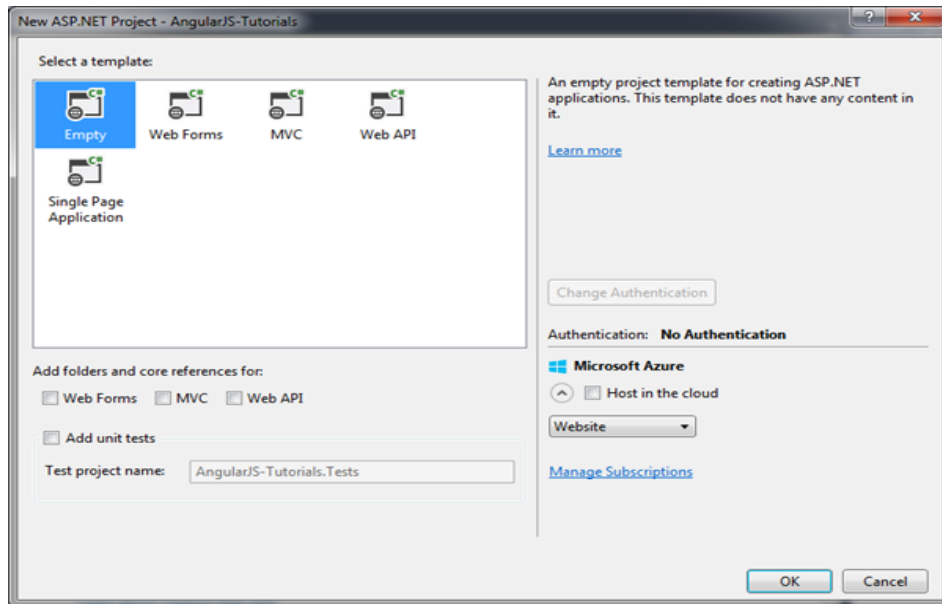 New ASP.NET Project - AngularJS-Tutorials
Select a template:
Empty
Web Forms
MVC
Web API
Single Page
Application
An empty project template for creating ASP.NET
applications. This template does not have any content in
it.
Learn more
Change Authentication
Authentication: No Authentication
Microsoft Azure
Host in the cloud
Website
Manage Subscriptions
Add folders and core references for:
Web Forms MVC Web API
Add unit tests
Test project name: AngularJS-Tutorials.Tests
OK Cancel